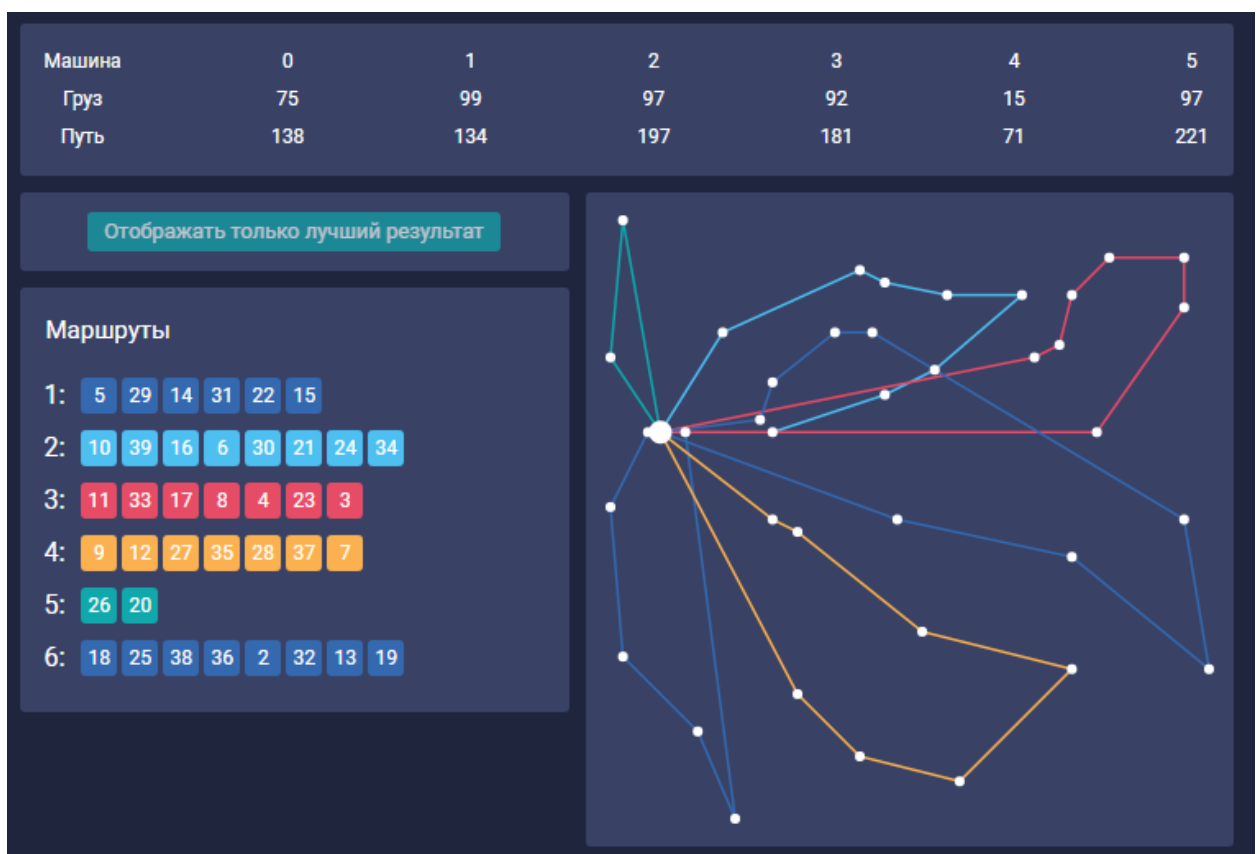 Машина 0 1 2 3 4 5
Груз 75 99 97 92 15 97
Путь 138 134 197 181 71 221
Отображать только лучший результат
Маршруты
1: 5 29 14 31 22 15
2: 10 39 16 6 30 21 24 34
3: 11 33 17 8 4 23 3
4: 9 12 27 35 28 37 7
5: 26 20
6: 18 25 38 36 2 32 13 19